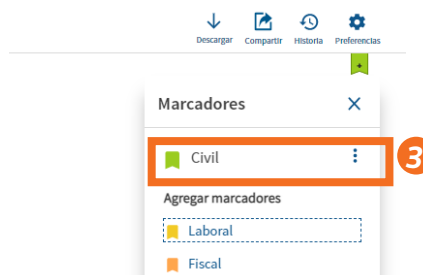 Descargar Compartir Historia Preferencias
+
Marcadores
Civil
3
Agregar marcadores
Laboral
Fiscal